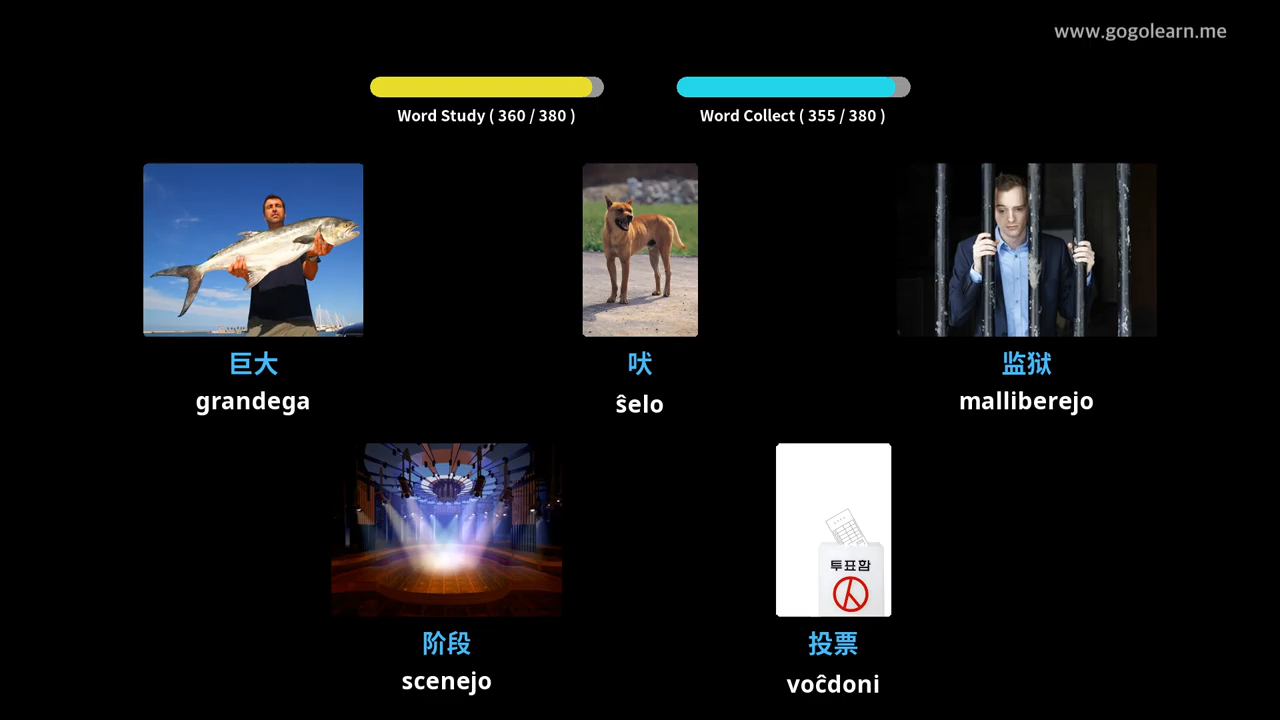 www.gogolearn.me
Word Study ( 360 / 380 )
Word Collect ( 355 / 380 )
巨大
grandega
吠
ŝelo
监狱
malliberejo
투표함
阶段
scenejo
投票
voĉdoni